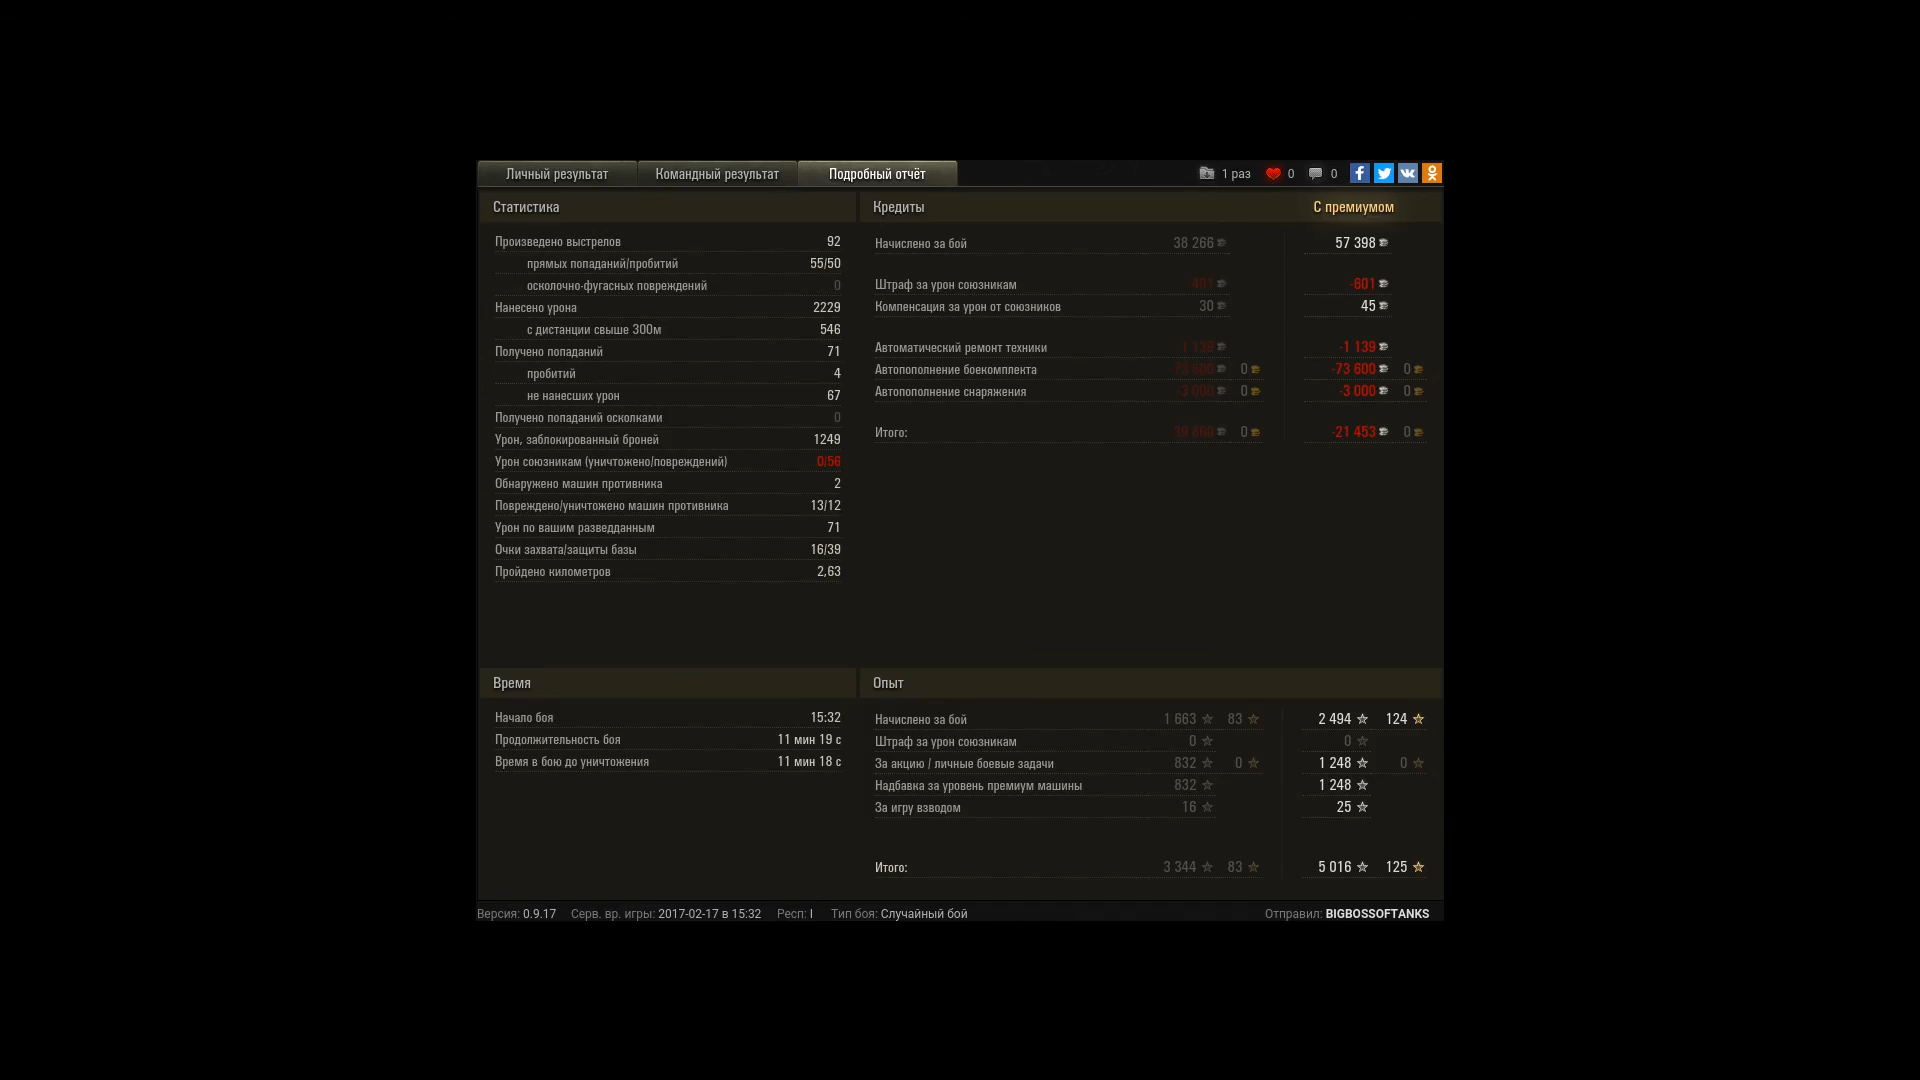 Личный результат Командный результат Подробный отчёт 1 раз 0 0
Статистика
Произведено выстрелов 92
прямых попаданий/пробитий 55/50
осколочно-фугасных повреждений 0
Нанесено урона 2229
с дистанции свыше 300м 546
Получено попаданий 71
пробитий 4
не нанесших урон 67
Получено попаданий осколками 0
Урон, заблокированный броней 1249
Урон союзникам (уничтожено/повреждений) 0/56
Обнаружено машин противника 2
Повреждено/уничтожено машин противника 13/12
Урон по вашим разведданным 71
Очки захвата/защиты базы 16/39
Пройдено километров 2,63
Кредиты С премиумом
Начислено за бой 38 266 57 398
Штраф за урон союзникам -401 -601
Компенсация за урон от союзников 30 45
Автоматический ремонт техники -1 139 -1 139
Автопополнение боекомплекта -73 600 0 -73 600 0
Автопополнение снаряжения -3 000 0 -3 000 0
Итого: 0 -21 453 0
Время
Начало боя 15:32
Продолжительность боя 11 мин 19 с
Время в бою до уничтожения 11 мин 18 с
Опыт
Начислено за бой 1 663 83 2 494 124
Штраф за урон союзникам 0 0
За акцию / личные боевые задачи 832 0 1 248 0
Надбавка за уровень премиум машины 832 1 248
За игру взводом 16 25
Итого: 3 344 83 5 016 125
Версия: 0.9.17 Серв. вр. игры: 2017-02-17 в 15:32 Респ: I Тип боя: Случайный бой Отправил: BIGBOSSOFTANKS